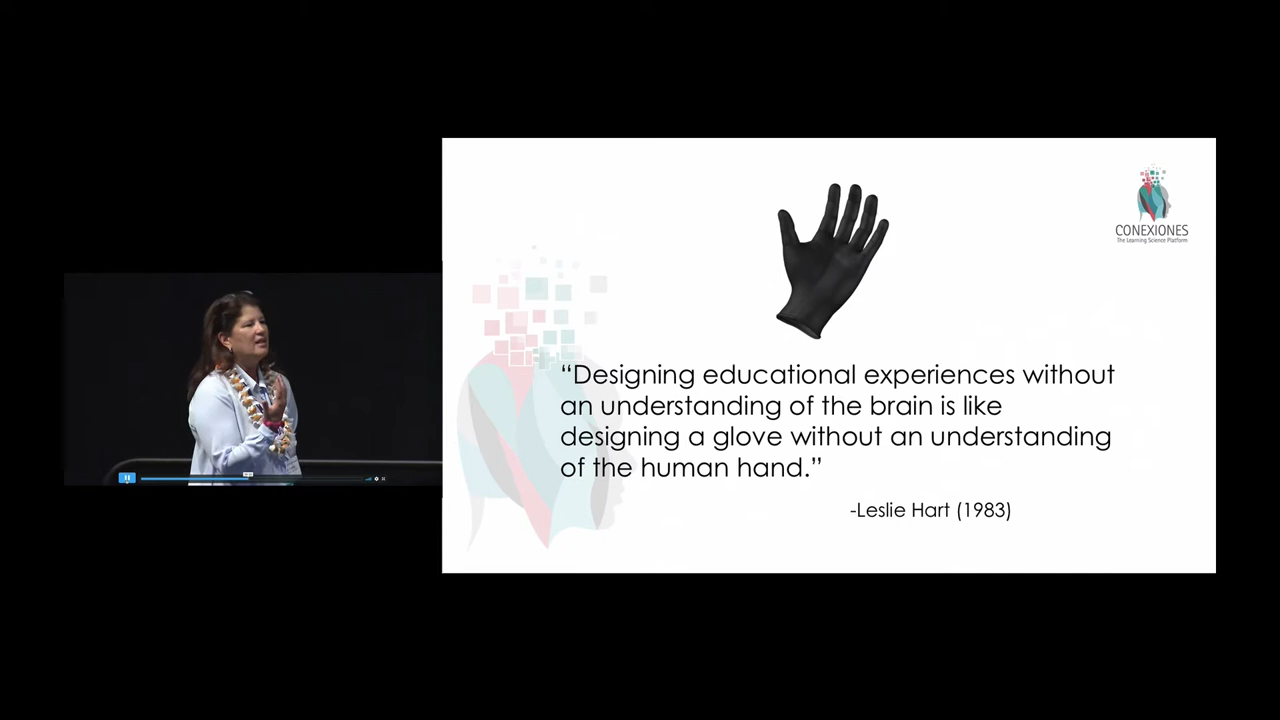 CONEXIONES
The Learning Science Platform
“Designing educational experiences without
an understanding of the brain is like
designing a glove without an understanding
of the human hand.”
-Leslie Hart (1983)